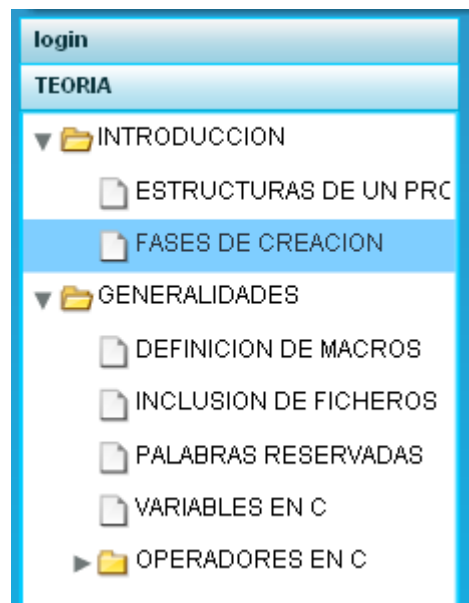 login
TEORIA
INTRODUCCION
ESTRUCTURAS DE UN PRC
FASES DE CREACION
GENERALIDADES
DEFINICION DE MACROS
INCLUSION DE FICHEROS
PALABRAS RESERVADAS
VARIABLES EN C
OPERADORES EN C